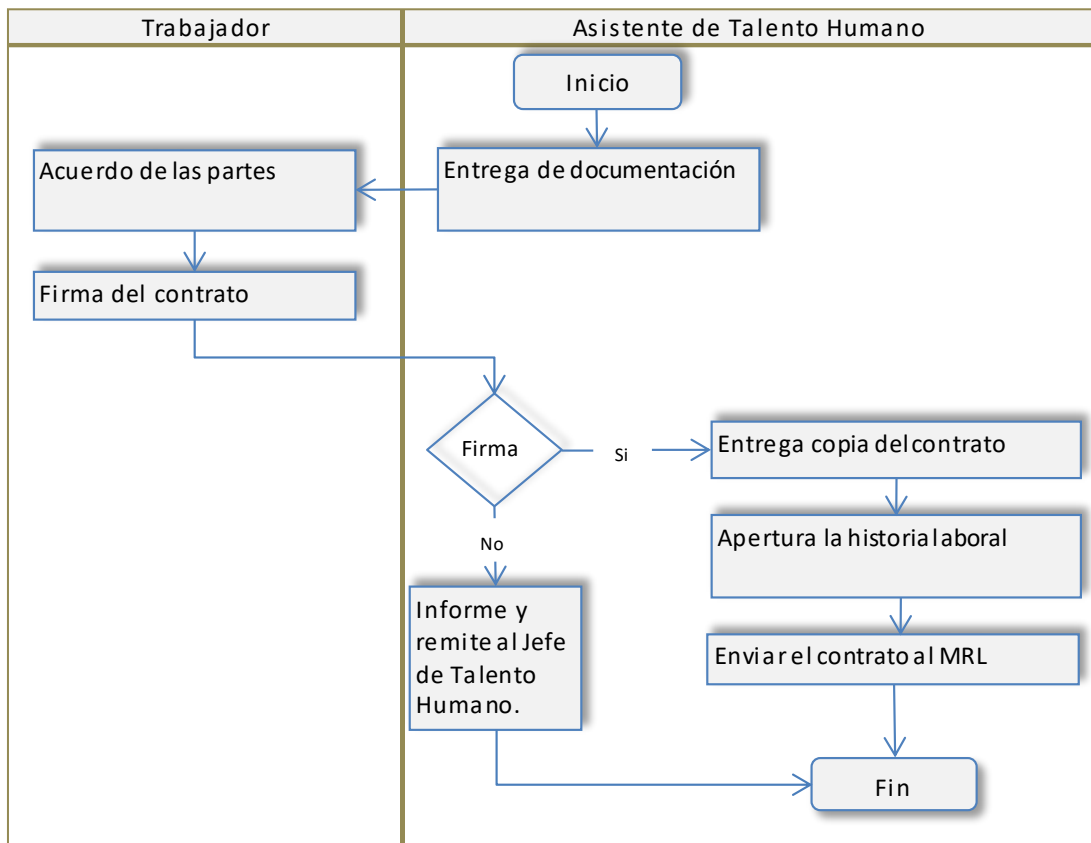 Trabajador
Asistente de Talento Humano
Inicio
Entrega de documentación
Acuerdo de las partes
Firma del contrato
Firma
Si
Entrega copia del contrato
Apertura la historia laboral
Enviar el contrato al MRL
No
Informe y
remite al Jefe
de Talento
Humano.
Fin